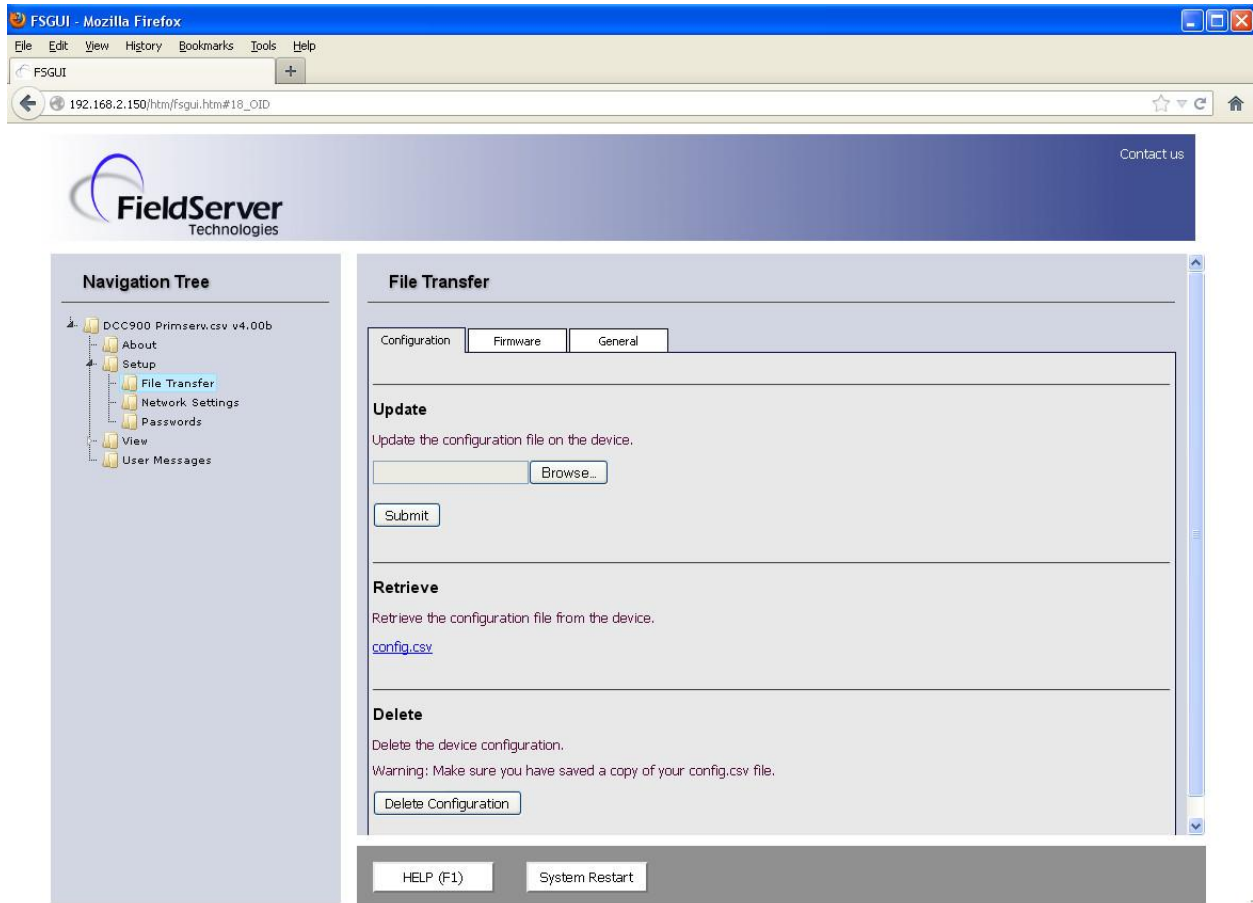 FSGUI - Mozilla Firefox
File Edit View History Bookmarks Tools Help
FSGUI
192.168.2.150/htm/fsgui.htm#18_OID
Contact us
FieldServer
Technologies
Navigation Tree
DCC900 Primserv.csv v4.00b
About
Setup
File Transfer
Network Settings
Passwords
View
User Messages
File Transfer
Configuration Firmware General
Update
Update the configuration file on the device.
Browse...
Submit
Retrieve
Retrieve the configuration file from the device.
config.csv
Delete
Delete the device configuration.
Warning: Make sure you have saved a copy of your config.csv file.
Delete Configuration
HELP (F1) System Restart